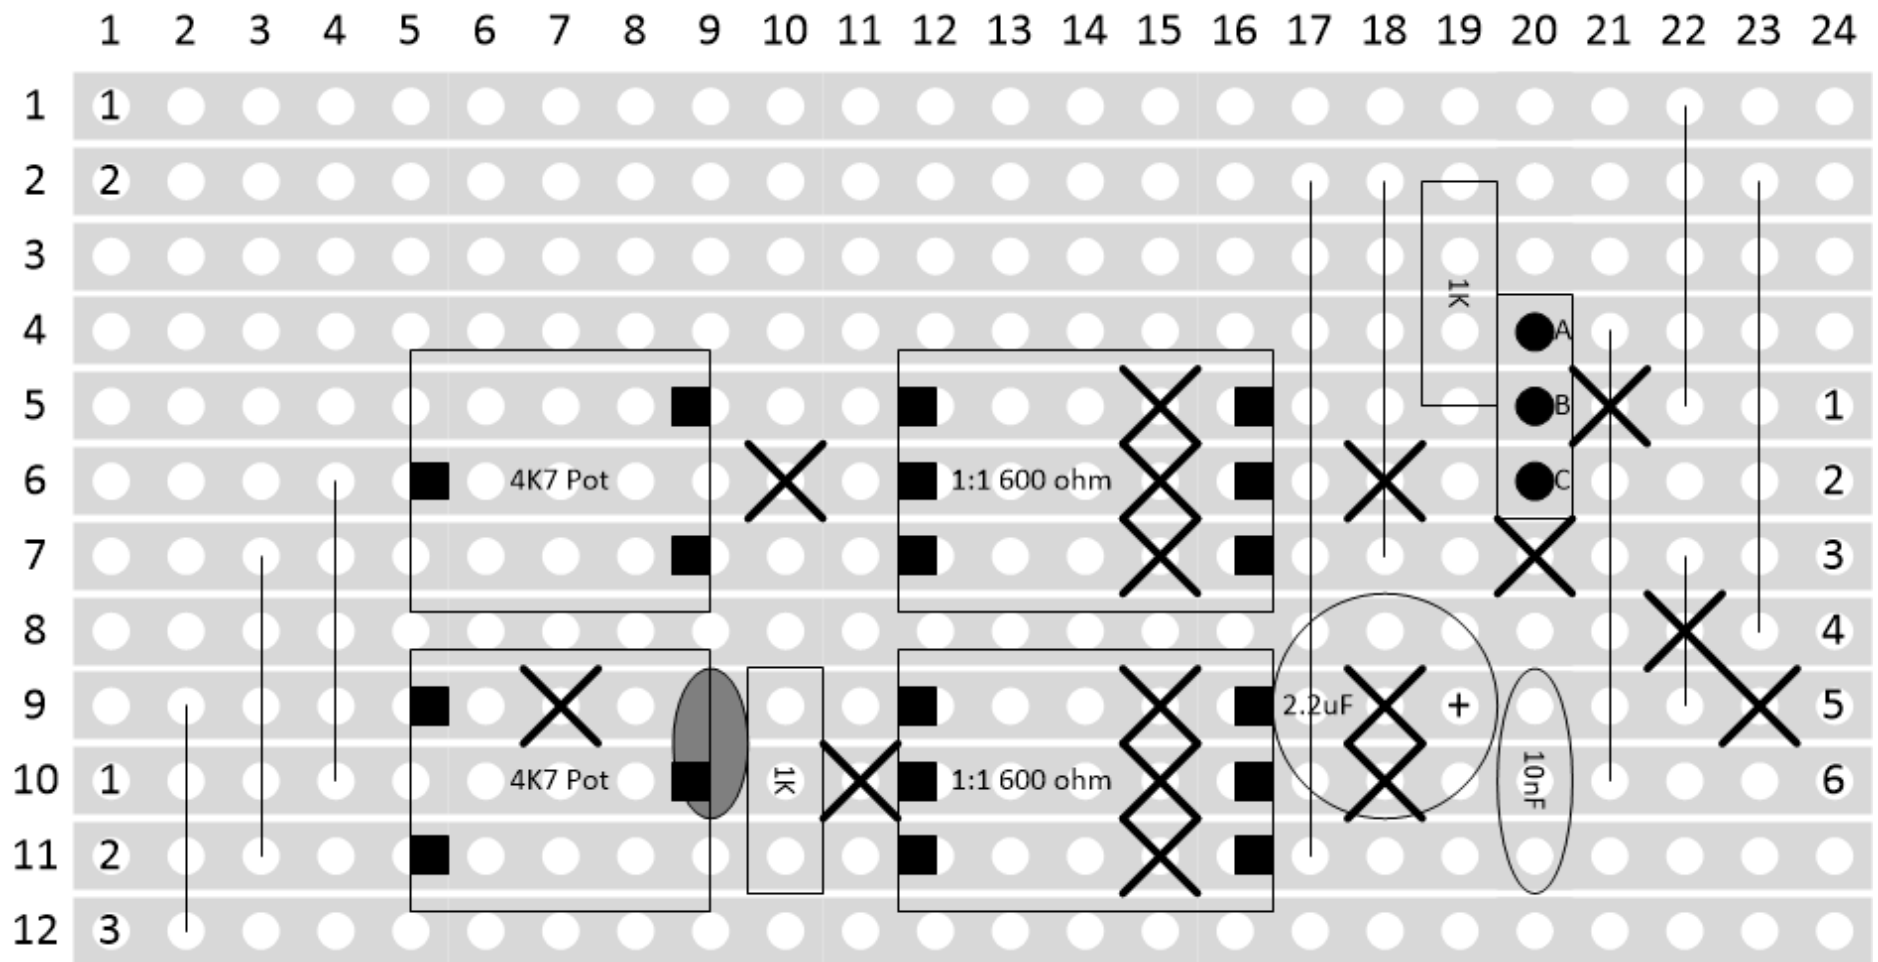 1 2 3 4 5 6 7 8 9 10 11 12 13 14 15 16 17 18 19 20 21 22 23 24
1 1
2 2
3
1K
4 A
5 B 1
6 4K7 Pot 1:1 600 ohm C 2
7 3
8 4
9 2.2uF + 5
10 1 4K7 Pot 1K 1:1 600 ohm 10nF 6
11 2
12 3